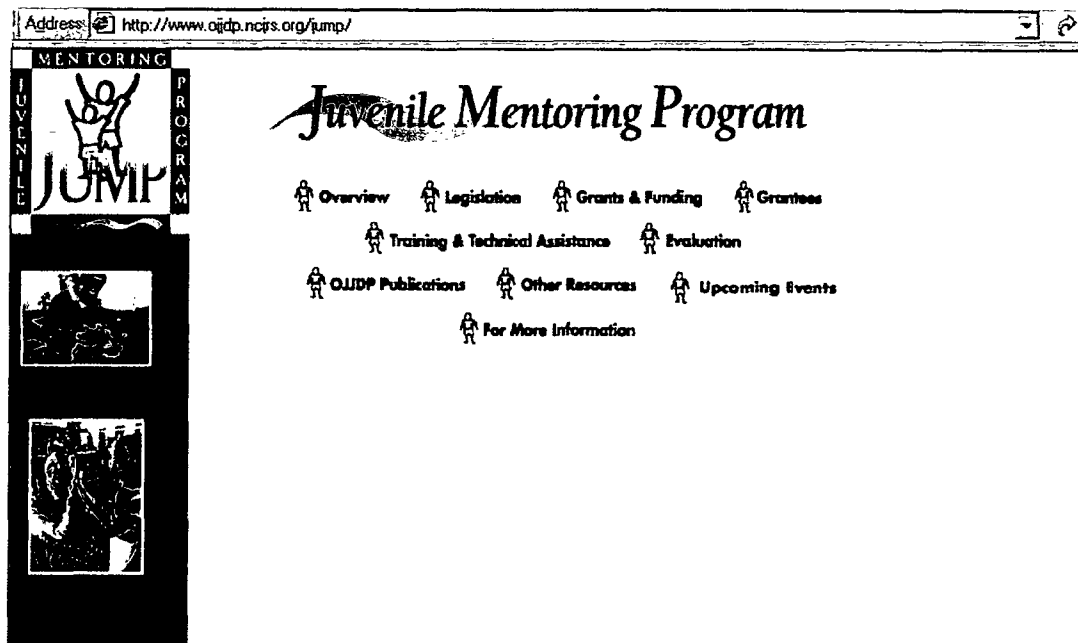 Address http://www.ojjdp.ncjrs.org/jump/
MENTORING
JUVENILE
PROGRAM
JUMP
Juvenile Mentoring Program
Overview Legislation Grants & Funding Grantees
Training & Technical Assistance Evaluation
OJJDP Publications Other Resources Upcoming Events
For More Information